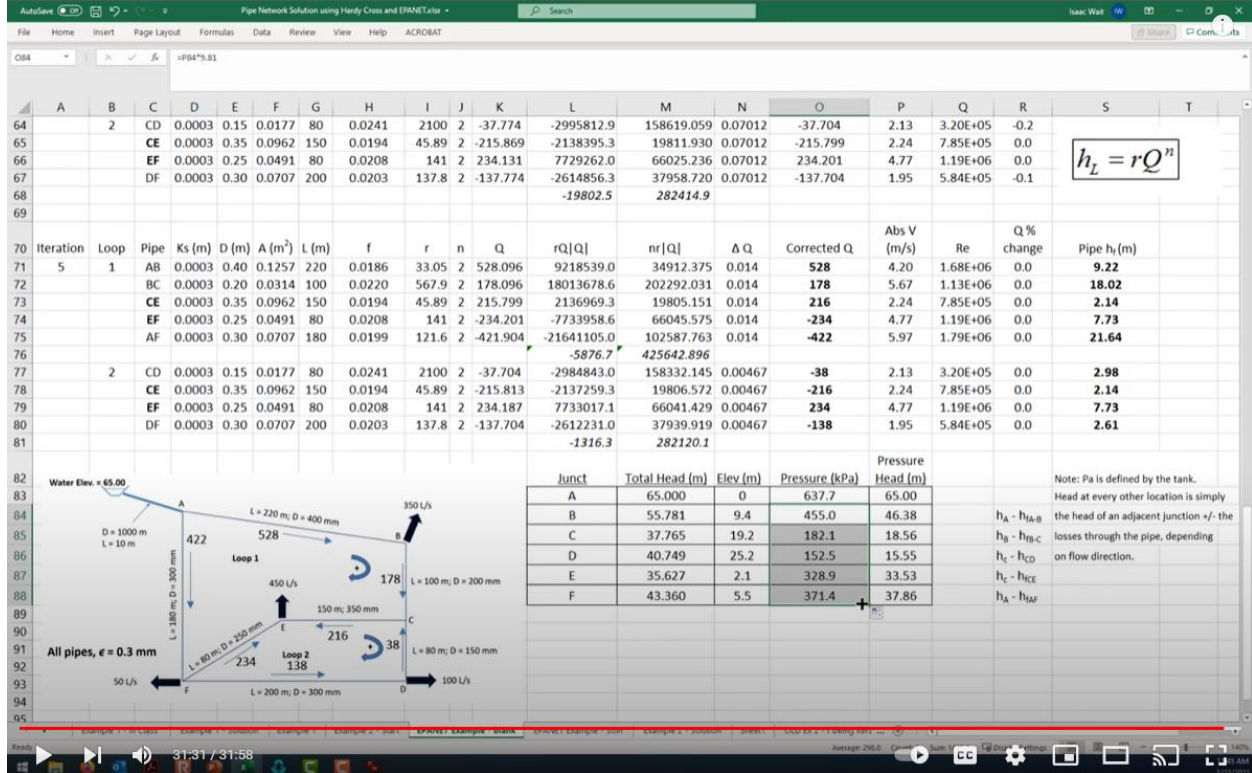 AutoSave Off Pipe Network Solution using Hardy Cross and EPANET.xlsx Search Isaac Wait IW
File Home Insert Page Layout Formulas Data Review View Help ACROBAT Share
O84 fx =P84*9.81
A B C D E F G H I J K L M N O P Q R S T
64 2 CD 0.0003 0.15 0.0177 80 0.0241 2100 2 -37.774 -2995812.9 158619.059 0.07012 -37.704 2.13 3.20E+05 -0.2
65 CE 0.0003 0.35 0.0962 150 0.0194 45.89 2 -215.869 -2138395.3 19811.930 0.07012 -215.799 2.24 7.85E+05 0.0
66 EF 0.0003 0.25 0.0491 80 0.0208 141 2 234.131 7729262.0 66025.236 0.07012 234.201 4.77 1.19E+06 0.0
67 DF 0.0003 0.30 0.0707 200 0.0203 137.8 2 -137.774 -2614856.3 37958.720 0.07012 -137.704 1.95 5.84E+05 -0.1
68 -19802.5 282414.9
hL = rQⁿ
69
70 Iteration Loop Pipe Ks (m) D (m) A (m²) L (m) f r n Q rQ|Q| nr|Q| Δ Q Corrected Q Abs V (m/s) Re Q % change Pipe hf (m)
71 5 1 AB 0.0003 0.40 0.1257 220 0.0186 33.05 2 528.096 9218539.0 34912.375 0.014 528 4.20 1.68E+06 0.0 9.22
72 BC 0.0003 0.20 0.0314 100 0.0220 567.9 2 178.096 18013678.6 202292.031 0.014 178 5.67 1.13E+06 0.0 18.02
73 CE 0.0003 0.35 0.0962 150 0.0194 45.89 2 215.799 2136969.3 19805.151 0.014 216 2.24 7.85E+05 0.0 2.14
74 EF 0.0003 0.25 0.0491 80 0.0208 141 2 -234.201 -7733958.6 66045.575 0.014 -234 4.77 1.19E+06 0.0 7.73
75 AF 0.0003 0.30 0.0707 180 0.0199 121.6 2 -421.904 -21641105.0 102587.763 0.014 -422 5.97 1.79E+06 0.0 21.64
76 -5876.7 425642.896
77 2 CD 0.0003 0.15 0.0177 80 0.0241 2100 2 -37.704 -2984843.0 158332.145 0.00467 -38 2.13 3.20E+05 0.0 2.98
78 CE 0.0003 0.35 0.0962 150 0.0194 45.89 2 -215.813 -2137259.3 19806.572 0.00467 -216 2.24 7.85E+05 0.0 2.14
79 EF 0.0003 0.25 0.0491 80 0.0208 141 2 234.187 7733017.1 66041.429 0.00467 234 4.77 1.19E+06 0.0 7.73
80 DF 0.0003 0.30 0.0707 200 0.0203 137.8 2 -137.704 -2612231.0 37939.919 0.00467 -138 1.95 5.84E+05 0.0 2.61
81 -1316.3 282120.1
82 Junct Total Head (m) Elev (m) Pressure (kPa) Pressure Head (m) Note: Pa is defined by the tank.
83 A 65.000 0 637.7 65.00 Head at every other location is simply
84 B 55.781 9.4 455.0 46.38 hA - hfA-B the head of an adjacent junction +/- the
85 C 37.765 19.2 182.1 18.56 hB - hfB-C losses through the pipe, depending
86 D 40.749 25.2 152.5 15.55 hc - hfCD on flow direction.
87 E 35.627 2.1 328.9 33.53 hc - hfCE
88 F 43.360 5.5 371.4 37.86 hA - hfAF
89
90
91
92
93
94
95
Water Elev. = 65.00
A
D = 1000 m
L = 10 m
L = 220 m; D = 400 mm
528
350 L/s
B
422
Loop 1
L = 180 m; D = 300 mm
178
L = 100 m; D = 200 mm
450 L/s
150 m; 350 mm
E
216
C
L = 80 m; D = 250 mm
234
38
L = 80 m; D = 150 mm
All pipes, ϵ = 0.3 mm
Loop 2
138
50 L/s
F
L = 200 m; D = 300 mm
D
100 L/s
EPANET Example - Blank
Ready
31:31 / 31:58
CC